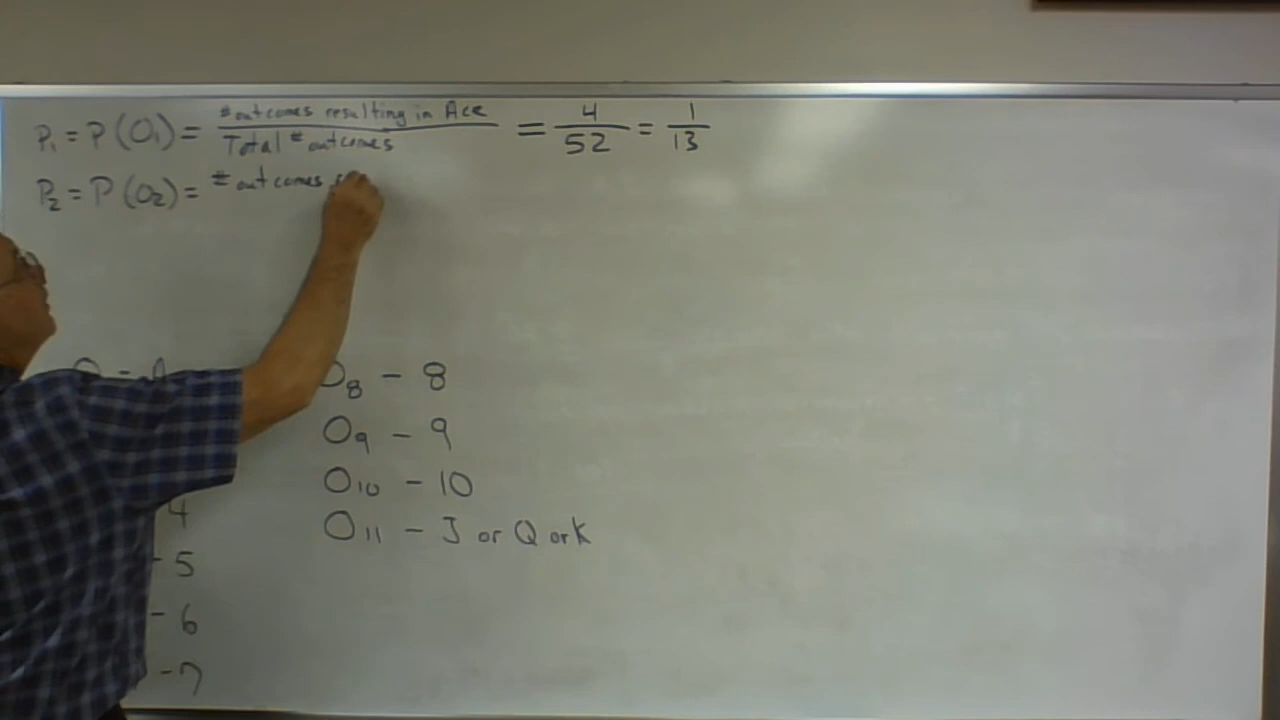 P₁ = P(O₁) = # outcomes resulting in Ace / Total # outcomes = 4/52 = 1/13
P₂ = P(O₂) = # outcomes
O₈ - 8
O₉ - 9
O₁₀ - 10
O₁₁ - J or Q or K
4
- 5
- 6
- 7